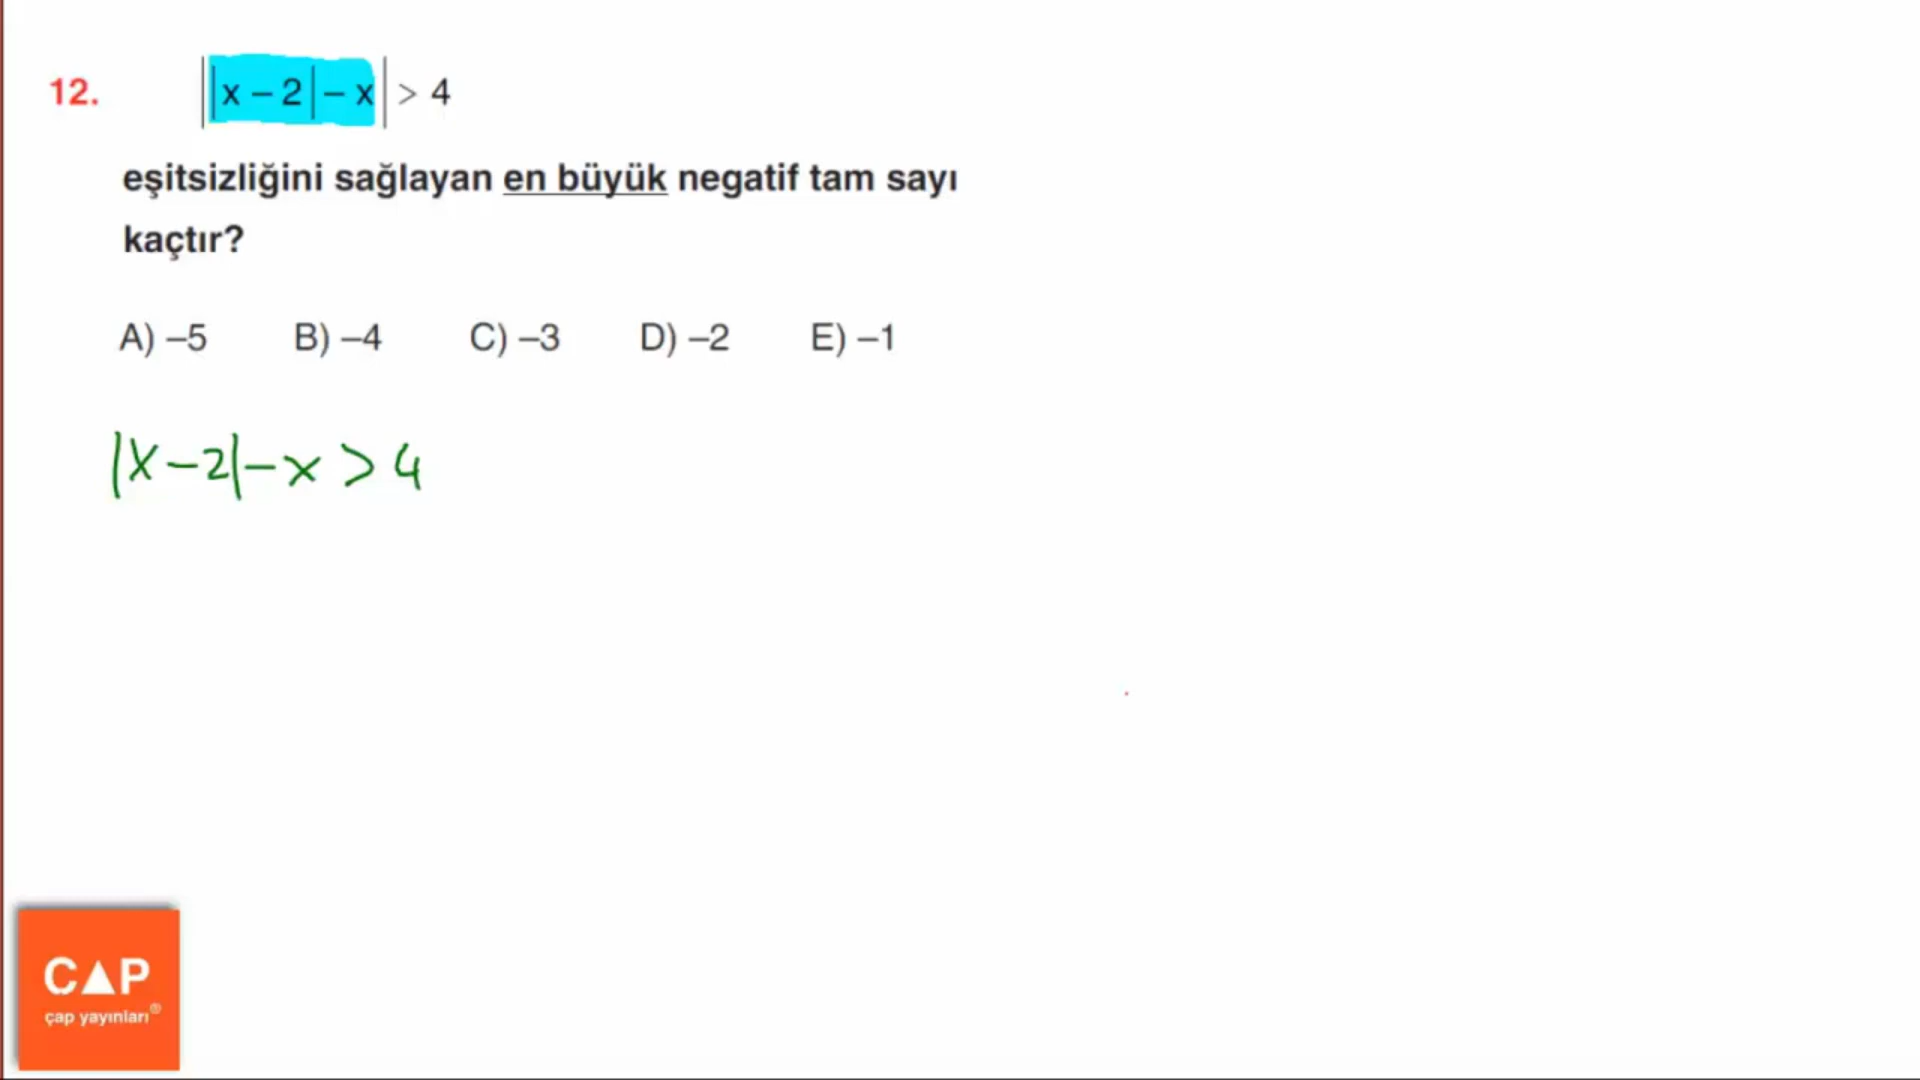 12. ||x – 2| – x| > 4
eşitsizliğini sağlayan en büyük negatif tam sayı
kaçtır?
A) –5 B) –4 C) –3 D) –2 E) –1
|x – 2| – x > 4
CAP
çap yayınları®